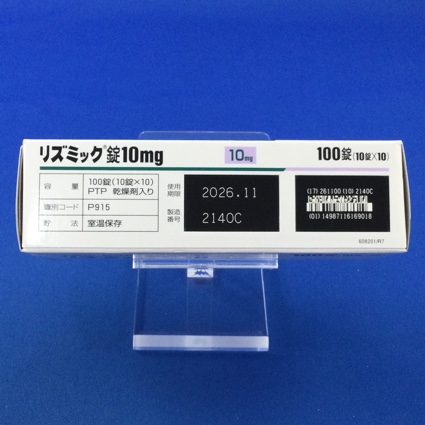 リズミック®錠10mg
10mg
100錠(10錠×10)
容 量 100錠(10錠×10)
PTP 乾燥剤入り
識別コード P915
貯 法 室温保存
使用
期限 2026.11
製造
番号 2140C
(17) 261100 (10) 2140C
(01) 14987116169018
608201/R7